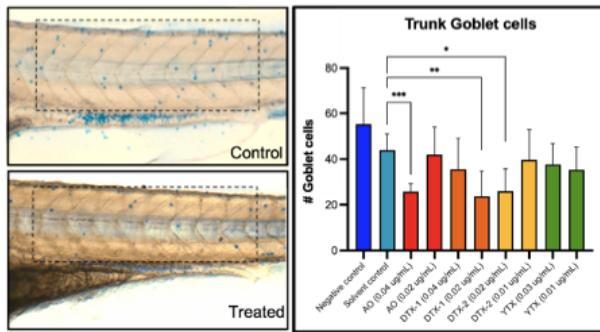 Control
Treated
Trunk Goblet cells
# Goblet cells
80
60
40
20
0
*
**
***
Negative control
Solvent control
AO (0.04 ug/mL)
AO (0.02 ug/mL)
DTX-1 (0.04 ug/mL)
DTX-1 (0.02 ug/mL)
DTX-2 (0.02 ug/mL)
DTX-2 (0.01 ug/mL)
YTX (0.03 ug/mL)
YTX (0.01 ug/mL)